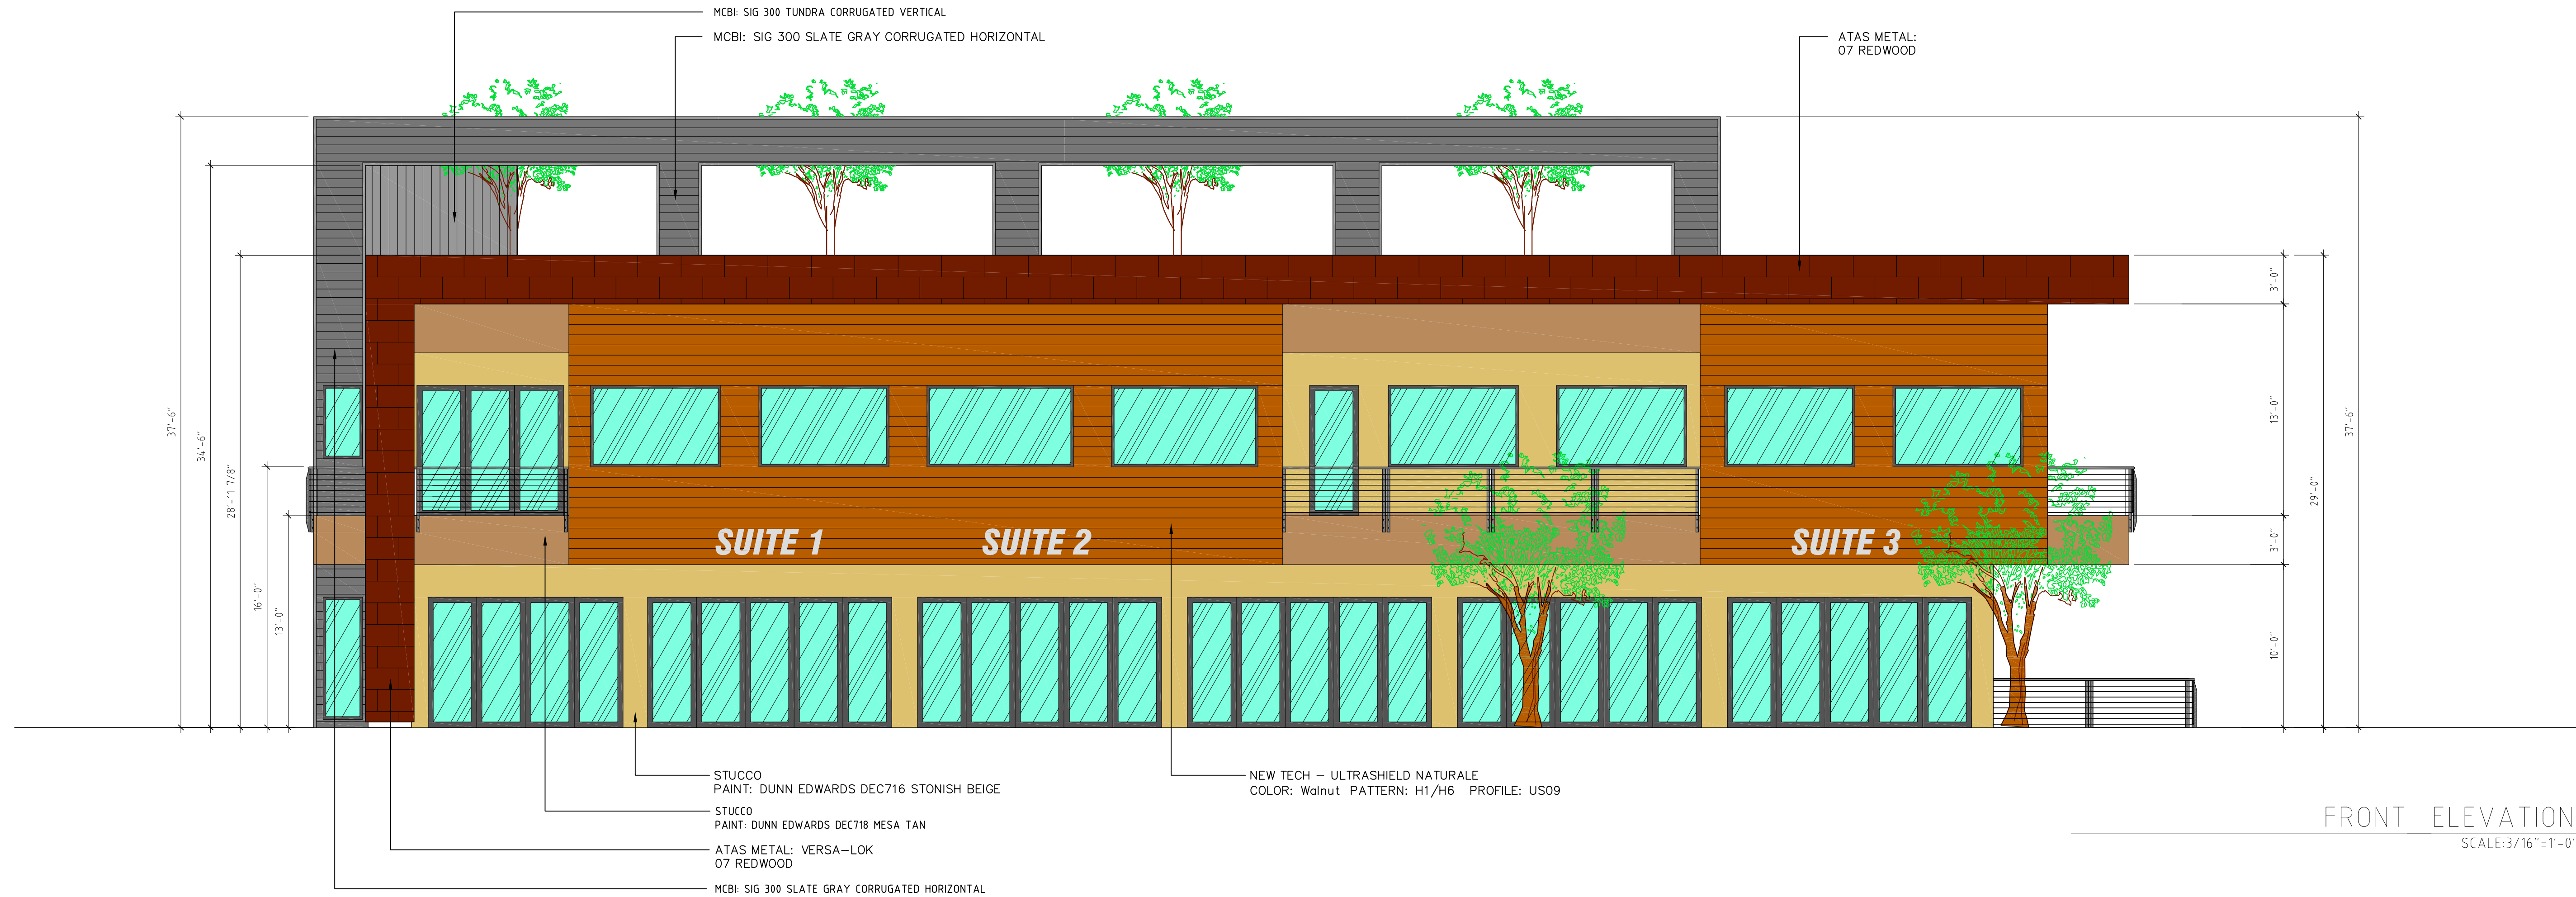 MCBI: SIG 300 TUNDRA CORRUGATED VERTICAL
MCBI: SIG 300 SLATE GRAY CORRUGATED HORIZONTAL
ATAS METAL:
07 REDWOOD
37'-6"
34'-6"
28'-11 7/8"
16'-0"
13'-0"
SUITE 1
SUITE 2
SUITE 3
3'-0"
13'-0"
3'-0"
10'-0"
29'-0"
37'-6"
STUCCO
PAINT: DUNN EDWARDS DEC716 STONISH BEIGE
STUCCO
PAINT: DUNN EDWARDS DEC718 MESA TAN
ATAS METAL: VERSA-LOK
07 REDWOOD
MCBI: SIG 300 SLATE GRAY CORRUGATED HORIZONTAL
NEW TECH – ULTRASHIELD NATURALE
COLOR: Walnut PATTERN: H1/H6 PROFILE: US09
FRONT ELEVATION
SCALE:3/16"=1'-0"